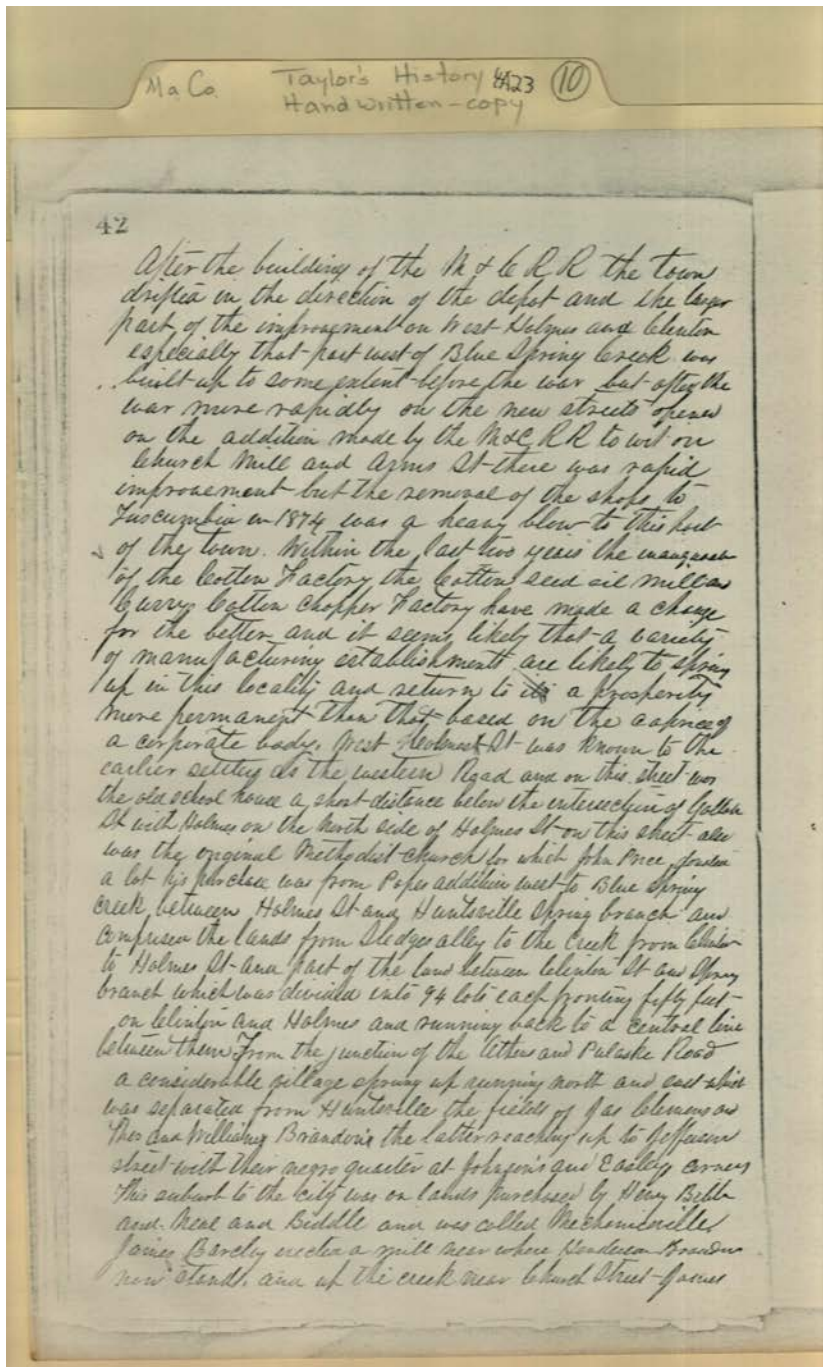 Ma. Co. Taylor's History 4A23 10
Hand written - copy
42
After the building of the M & C R R the town
drifted in the direction of the depot and the larger
part of the improvement on West Holmes and Clinton
especially that part west of Blue Spring Creek was
built up to some extent before the war but after the
war more rapidly on the new streets opened
on the addition made by the M & C R R to wit on
Church Mill and Arms St there was rapid
improvement but the removal of the shops to
Tuscumbia in 1874 was a heavy blow to this part
of the town. Within the last two years the
of the Cotton Factory the Cotton seed oil mill and
Curry Cotton Chopper Factory have made a change
for the better and it seems likely that a variety
of manufacturing establishments are likely to spring
up in this locality and return to it a prosperity
more permanent than that based on the caprice of
a corporate body. West Holmes St was known to the
earlier settlers as the western Road and on this street was
the old school house a short distance below the intersection of Gallatin
St with Holmes on the North side of Holmes St on this street also
was the original Methodist church for which John Price
a lot his purchase was from Popes addition west to Blue Spring
creek between Holmes St and Huntsville Spring branch and
comprised the lands from Sledges alley to the Creek from Clinton
to Holmes St and part of the land between Clinton St and Spring
branch which was divided into 94 lots each fronting fifty feet
on Clinton and Holmes and running back to a central line
between them From the junction of the Athens and Pulaski Road
a considerable village sprung up running north and east which
was separated from Huntsville the fields of Jas Clemens on
this and William Brandon's the latter reaching up to Jefferson
street with their negro quarter at Johnson's and Easley corners
This suburb to the city was on lands purchased by Henry Bibb
and Neal and Biddle and was called Mechanicsville
James Barclay erected a mill near where Henderson Brandon
now stands, and up the creek near Church Street James